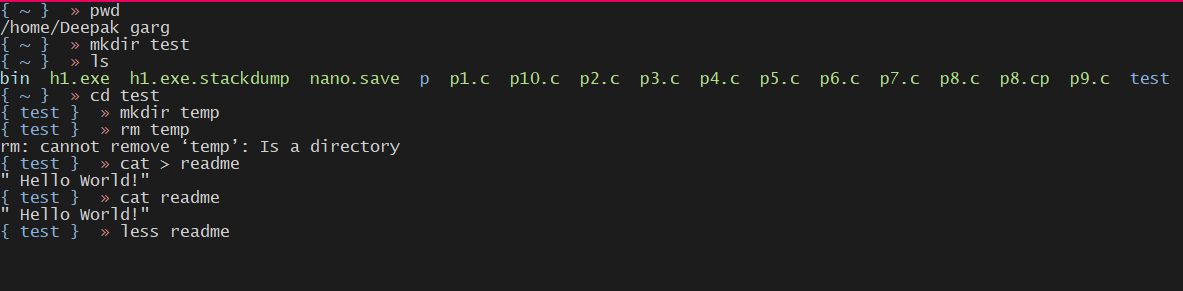 { ~ } » pwd
/home/Deepak garg
{ ~ } » mkdir test
{ ~ } » ls
bin h1.exe h1.exe.stackdump nano.save p p1.c p10.c p2.c p3.c p4.c p5.c p6.c p7.c p8.c p8.cp p9.c test
{ ~ } » cd test
{ test } » mkdir temp
{ test } » rm temp
rm: cannot remove ‘temp’: Is a directory
{ test } » cat > readme
" Hello World!"
{ test } » cat readme
" Hello World!"
{ test } » less readme